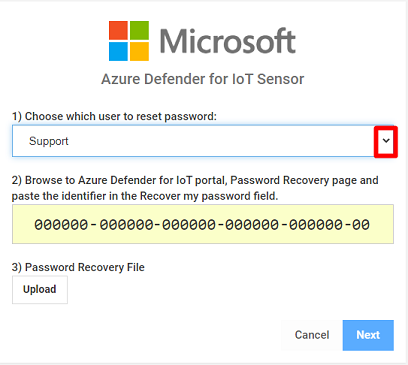 Microsoft
Azure Defender for IoT Sensor
1) Choose which user to reset password:
Support
2) Browse to Azure Defender for IoT portal, Password Recovery page and
paste the identifier in the Recover my password field.
000000-000000-000000-000000-000000-00
3) Password Recovery File
Upload
Cancel Next